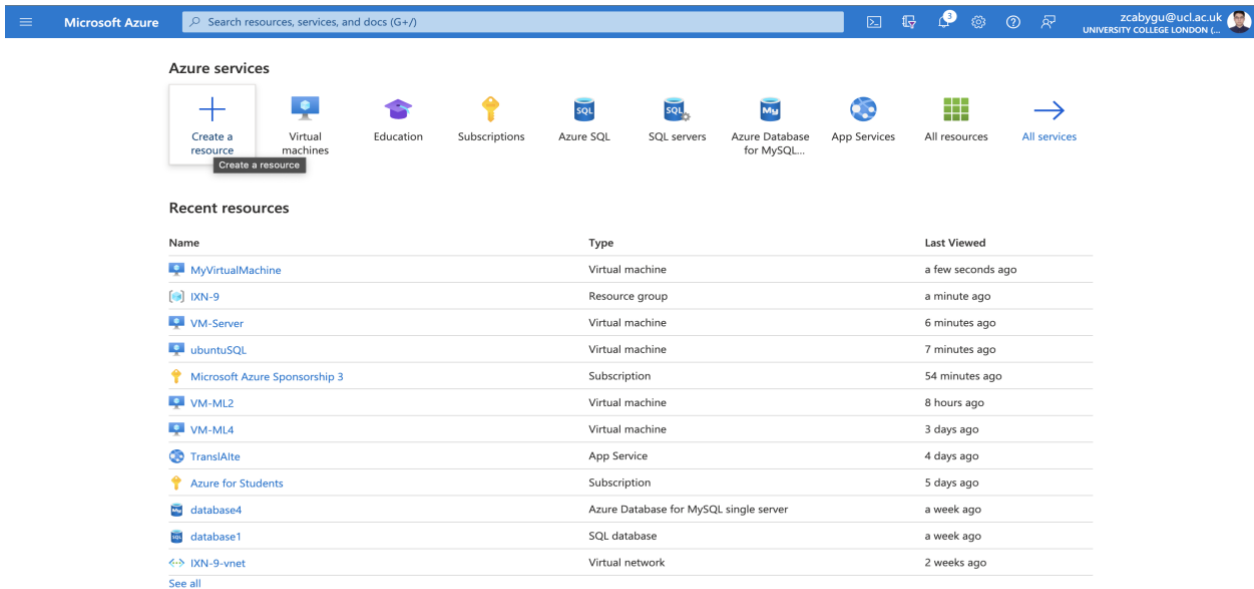 Microsoft Azure
Search resources, services, and docs (G+/)
3
zcabygu@ucl.ac.uk
UNIVERSITY COLLEGE LONDON (...
Azure services
Create a resource
Virtual machines
Education
Subscriptions
Azure SQL
SQL servers
Azure Database for MySQL...
App Services
All resources
All services
Create a resource
Recent resources
Name Type Last Viewed
MyVirtualMachine Virtual machine a few seconds ago
IXN-9 Resource group a minute ago
VM-Server Virtual machine 6 minutes ago
ubuntuSQL Virtual machine 7 minutes ago
Microsoft Azure Sponsorship 3 Subscription 54 minutes ago
VM-ML2 Virtual machine 8 hours ago
VM-ML4 Virtual machine 3 days ago
TranslAIte App Service 4 days ago
Azure for Students Subscription 5 days ago
database4 Azure Database for MySQL single server a week ago
database1 SQL database a week ago
IXN-9-vnet Virtual network 2 weeks ago
See all